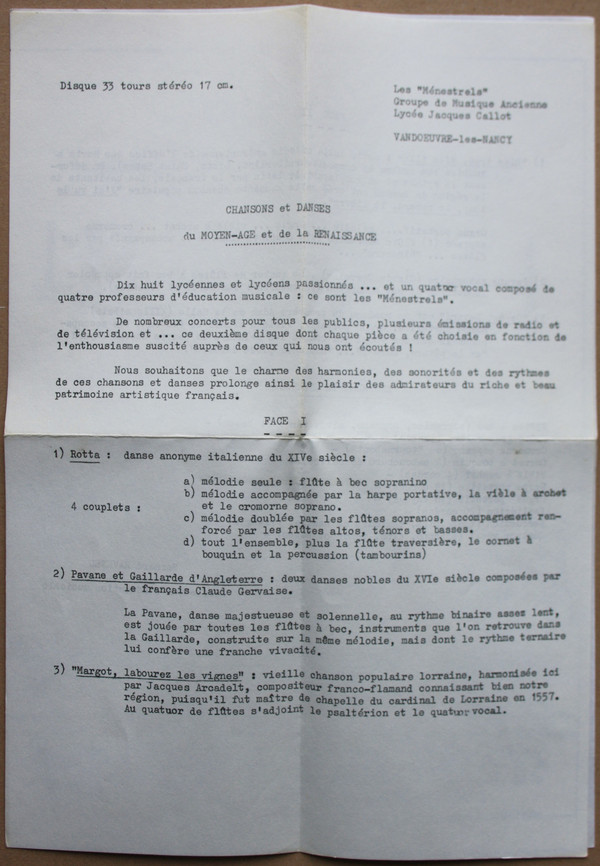 Disque 33 tours stéréo 17 cm.
Les "Ménestrels"
Groupe de Musique Ancienne
Lycée Jacques Callot
VANDOEUVRE-les-NANCY
CHANSONS et DANSES
du MOYEN-AGE et de la RENAISSANCE
Dix huit lycéennes et lycéens passionnés ... et un quatuor vocal composé de
quatre professeurs d'éducation musicale : ce sont les "Ménestrels".
De nombreux concerts pour tous les publics, plusieurs émissions de radio et
de télévision et ... ce deuxième disque dont chaque pièce a été choisie en fonction de
l'enthousiasme suscité auprès de ceux qui nous ont écoutés !
Nous souhaitons que le charme des harmonies, des sonorités et des rythmes
de ces chansons et danses prolonge ainsi le plaisir des admirateurs du riche et beau
patrimoine artistique français.
FACE I
1) Rotta : danse anonyme italienne du XIVe siècle :
a) mélodie seule : flûte à bec sopranino
b) mélodie accompagnée par la harpe portative, la vièle à archet
4 couplets : et le cromorne soprano.
c) mélodie doublée par les flûtes sopranos, accompagnement ren-
forcé par les flûtes altos, ténors et basses.
d) tout l'ensemble, plus la flûte traversière, le cornet à
bouquin et la percussion (tambourins)
2) Pavane et Gaillarde d'Angleterre : deux danses nobles du XVIe siècle composées par
le français Claude Gervaise.
La Pavane, danse majestueuse et solennelle, au rythme binaire assez lent,
est jouée par toutes les flûtes à bec, instruments que l'on retrouve dans
la Gaillarde, construite sur la même mélodie, mais dont le rythme ternaire
lui confère une franche vivacité.
3) "Margot, labourez les vignes" : vieille chanson populaire lorraine, harmonisée ici
par Jacques Arcadelt, compositeur franco-flamand connaissant bien notre
région, puisqu'il fut maître de chapelle du cardinal de Lorraine en 1557.
Au quatuor de flûtes s'adjoint le psaltérion et le quatuor vocal.